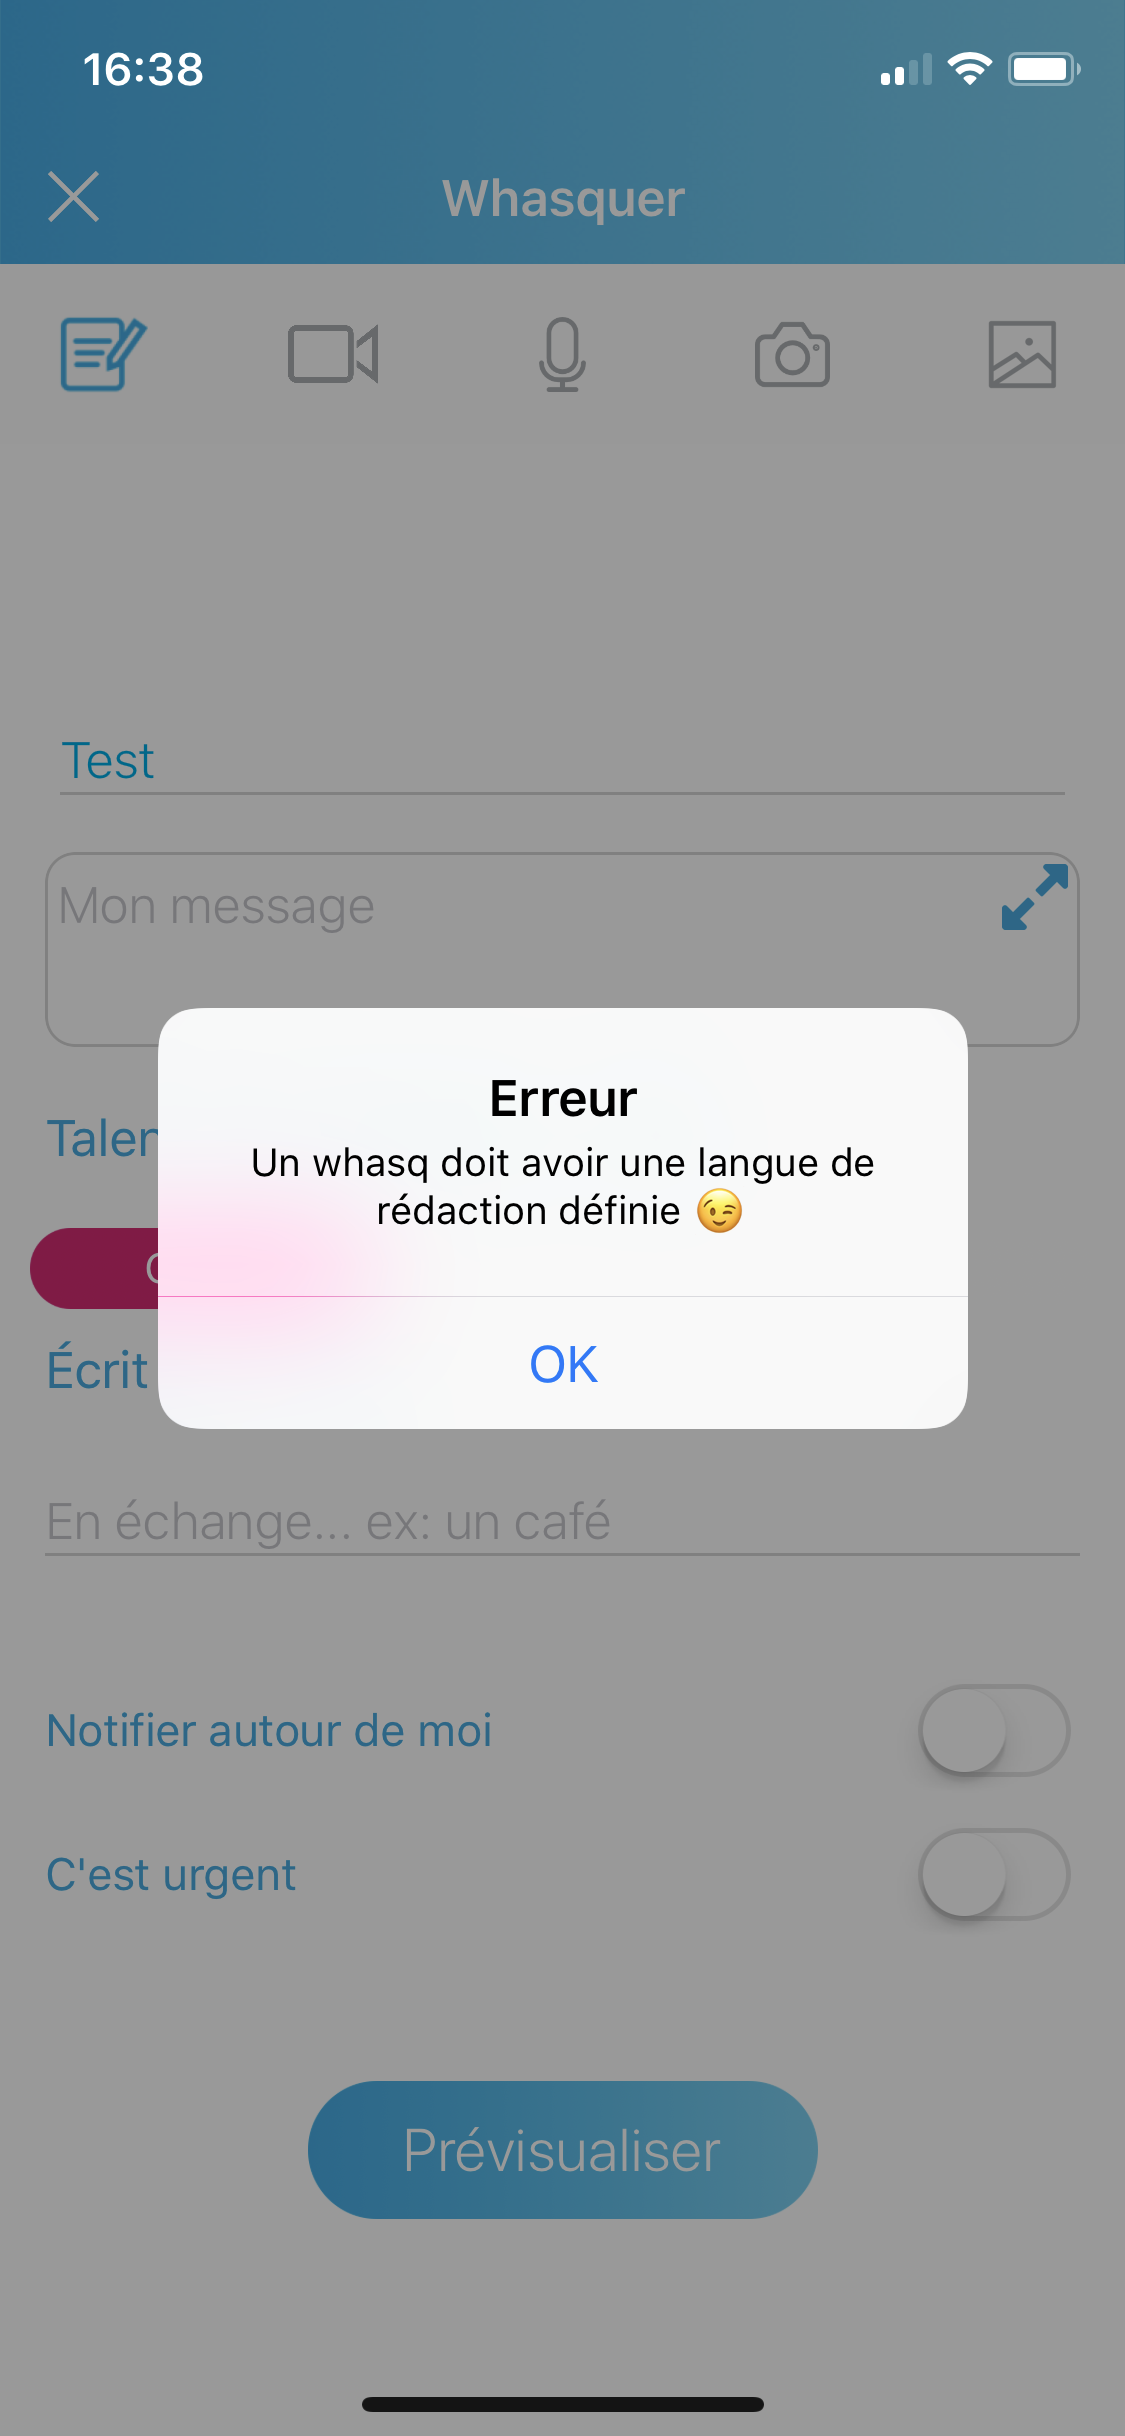 16:38
Whasquer
Test
Mon message
Erreur
Un whasq doit avoir une langue de
rédaction définie 😉
OK
Écrit
En échange... ex: un café
Notifier autour de moi
C'est urgent
Prévisualiser